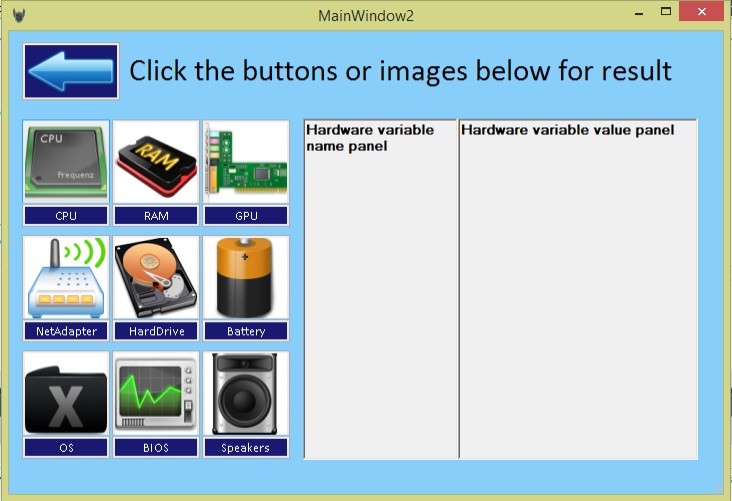 MainWindow2
Click the buttons or images below for result
Hardware variable
name panel
Hardware variable value panel
CPU
Frequenz
RAM
CPU
RAM
GPU
NetAdapter
HardDrive
Battery
X
OS
BIOS
Speakers